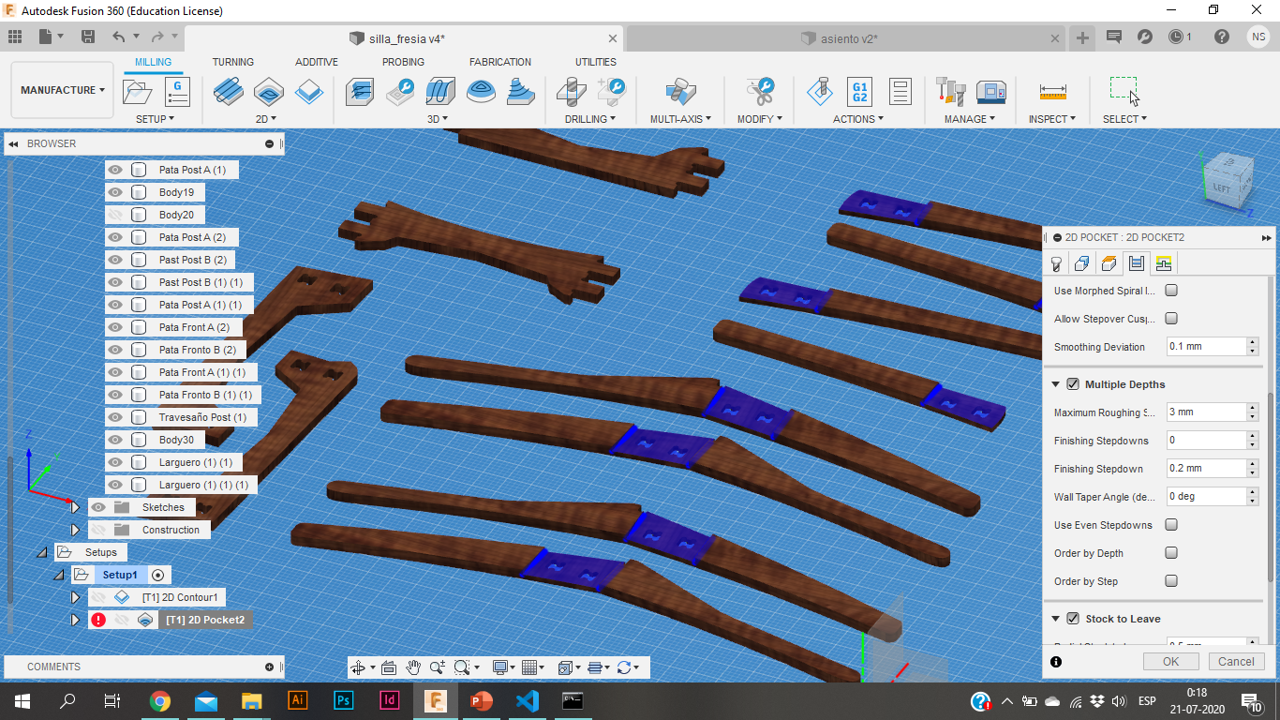 Autodesk Fusion 360 (Education License)
silla_fresia v4*
asiento v2*
1
NS
MILLING TURNING ADDITIVE PROBING FABRICATION UTILITIES
MANUFACTURE
G
G1
G2
SETUP 2D 3D DRILLING MULTI-AXIS MODIFY ACTIONS MANAGE INSPECT SELECT
BROWSER
Pata Post A (1)
Body19
Body20
Pata Post A (2)
Past Post B (2)
Past Post B (1) (1)
Pata Post A (1) (1)
Pata Front A (2)
Pata Fronto B (2)
Pata Front A (1) (1)
Pata Fronto B (1) (1)
Travesaño Post (1)
Body30
Larguero (1) (1)
Larguero (1) (1) (1)
Sketches
Construction
Setups
Setup1
[T1] 2D Contour1
[T1] 2D Pocket2
COMMENTS
Z
LEFT
Z
2D POCKET : 2D POCKET2
Use Morphed Spiral
Allow Stepover Cusp...
Smoothing Deviation 0.1 mm
Multiple Depths
Maximum Roughing S... 3 mm
Finishing Stepdowns 0
Finishing Stepdown 0.2 mm
Wall Taper Angle (de... 0 deg
Use Even Stepdowns
Order by Depth
Order by Step
Stock to Leave
OK Cancel
Ai Ps Id F P
ESP
0:18
21-07-2020
10